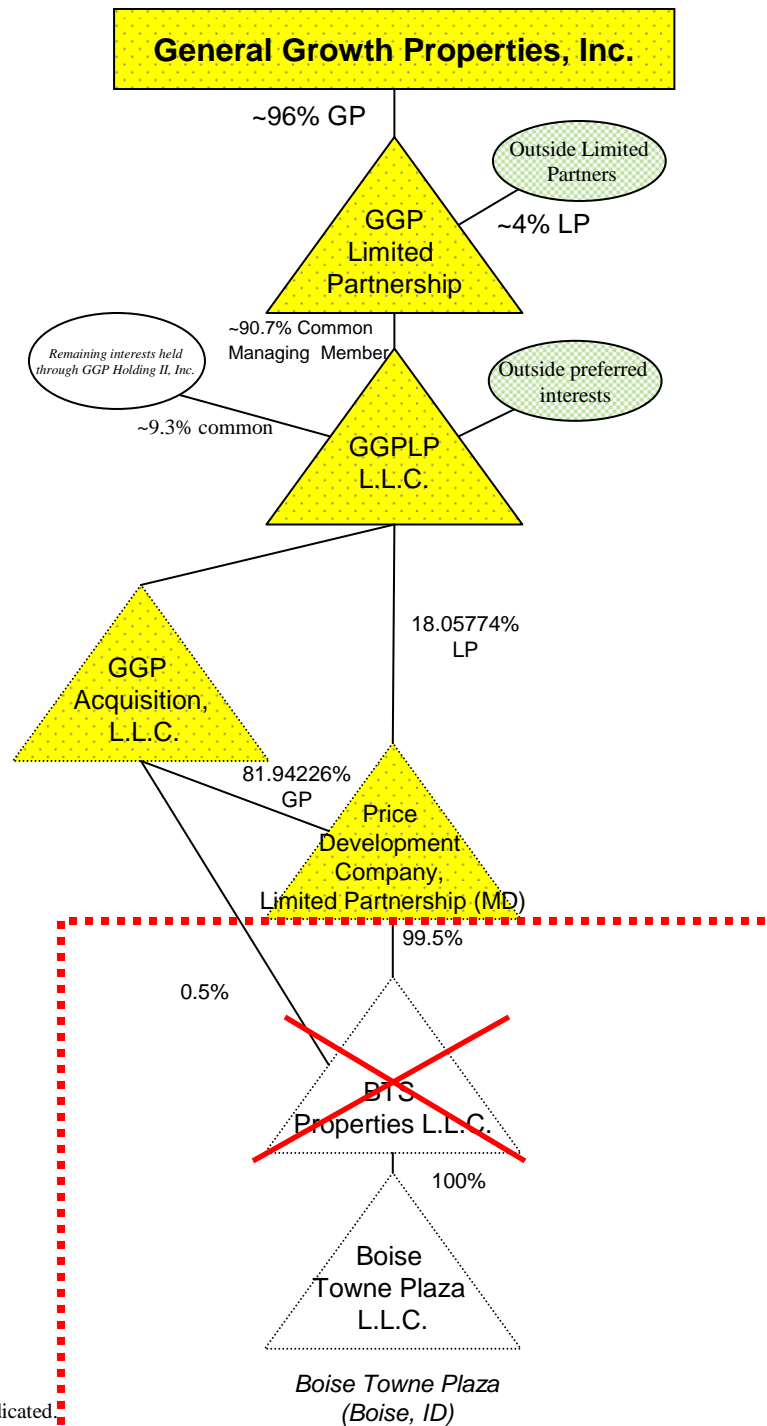 General Growth Properties, Inc.
~96% GP
Outside Limited
Partners
GGP
Limited
Partnership
~4% LP
~90.7% Common
Managing Member
Remaining interests held
through GGP Holding II, Inc.
Outside preferred
interests
~9.3% common
GGPLP
L.L.C.
18.05774%
LP
GGP
Acquisition,
L.L.C.
81.94226%
GP
Price
Development
Company,
Limited Partnership (MD)
99.5%
0.5%
BTS
Properties L.L.C.
100%
Boise
Towne Plaza
L.L.C.
Boise Towne Plaza
(Boise, ID)
dicated.